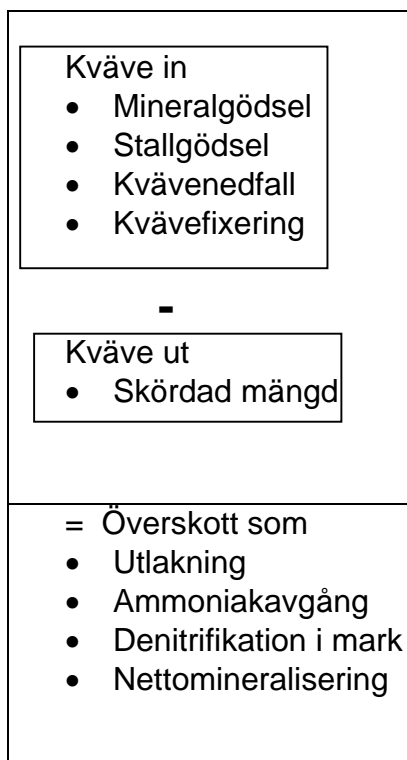 Kväve in
• Mineralgödsel
• Stallgödsel
• Kvävenedfall
• Kvävefixering
-
Kväve ut
• Skördad mängd
= Överskott som
• Utlakning
• Ammoniakavgång
• Denitrifikation i mark
• Nettomineralisering